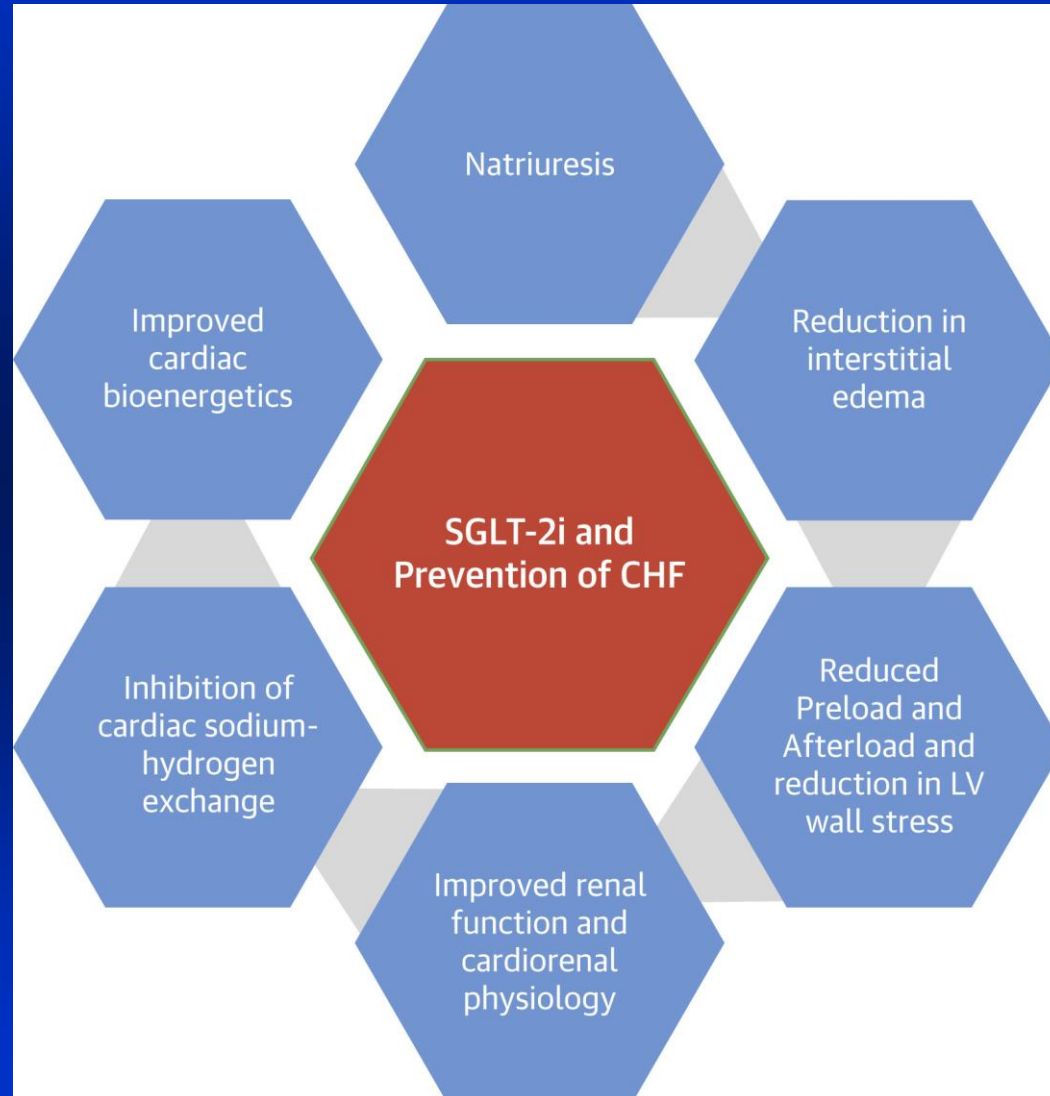 Natriuresis
Reduction in
interstitial
edema
Reduced
Preload and
Afterload and
reduction in LV
wall stress
Improved renal
function and
cardiorenal
physiology
Inhibition of
cardiac sodium-
hydrogen
exchange
Improved
cardiac
bioenergetics
SGLT-2i and
Prevention of CHF